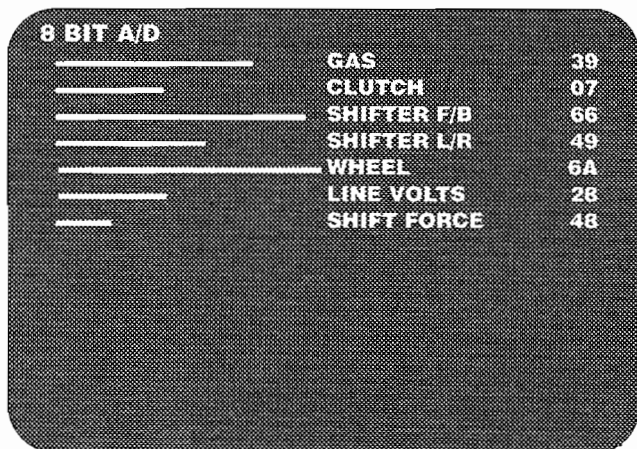 8 BIT A/D
GAS 39
CLUTCH 07
SHIFTER F/B 66
SHIFTER L/R 49
WHEEL 6A
LINE VOLTS 28
SHIFT FORCE 48